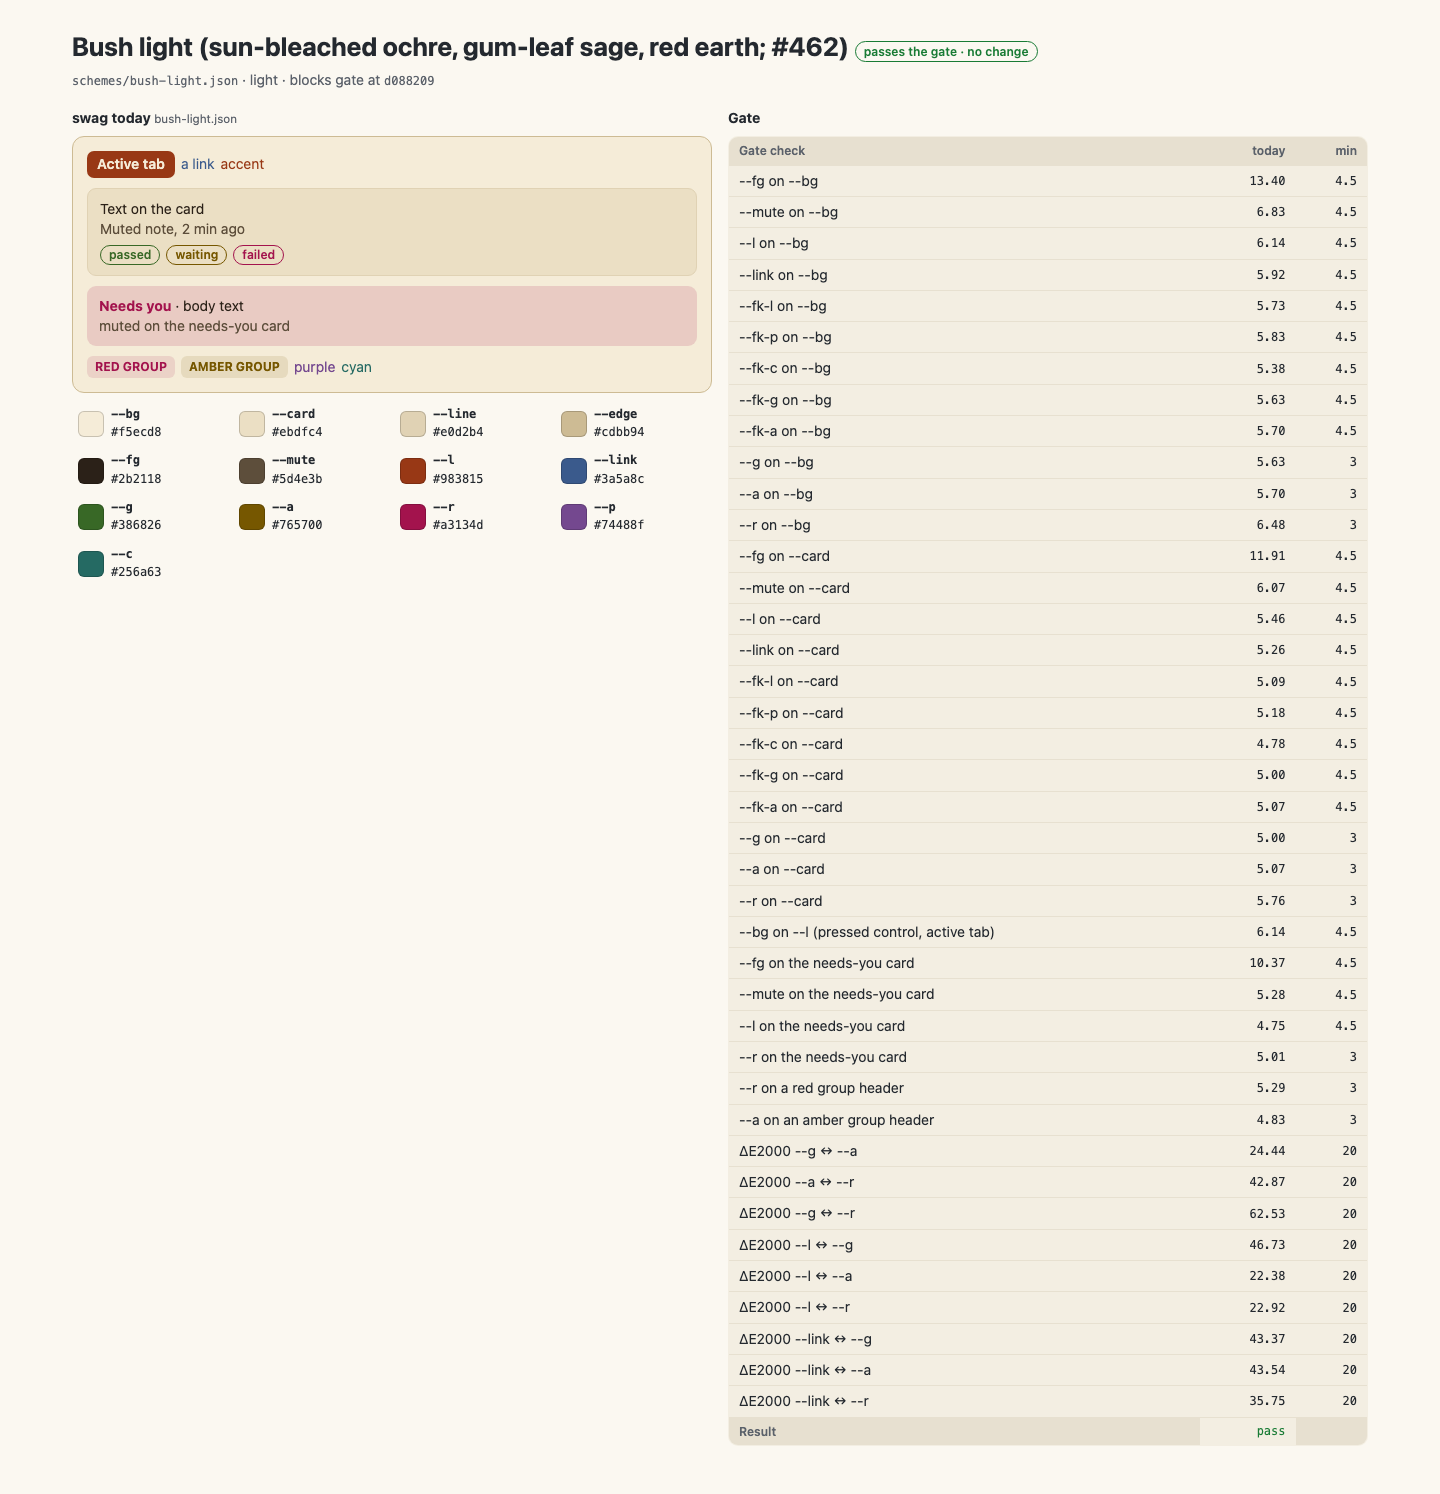 Bush light (sun-bleached ochre, gum-leaf sage, red earth; #462) passes the gate · no change
schemes/bush-light.json · light · blocks gate at d088209
swag today bush-light.json
Active tab a link accent
Text on the card
Muted note, 2 min ago
passed waiting failed
Needs you · body text
muted on the needs-you card
RED GROUP AMBER GROUP purple cyan
--bg #f5ecd8
--card #ebdfc4
--line #e0d2b4
--edge #cdbb94
--fg #2b2118
--mute #5d4e3b
--l #983815
--link #3a5a8c
--g #386826
--a #765700
--r #a3134d
--p #74488f
--c #256a63
Gate
Gate check today min
--fg on --bg 13.40 4.5
--mute on --bg 6.83 4.5
--l on --bg 6.14 4.5
--link on --bg 5.92 4.5
--fk-l on --bg 5.73 4.5
--fk-p on --bg 5.83 4.5
--fk-c on --bg 5.38 4.5
--fk-g on --bg 5.63 4.5
--fk-a on --bg 5.70 4.5
--g on --bg 5.63 3
--a on --bg 5.70 3
--r on --bg 6.48 3
--fg on --card 11.91 4.5
--mute on --card 6.07 4.5
--l on --card 5.46 4.5
--link on --card 5.26 4.5
--fk-l on --card 5.09 4.5
--fk-p on --card 5.18 4.5
--fk-c on --card 4.78 4.5
--fk-g on --card 5.00 4.5
--fk-a on --card 5.07 4.5
--g on --card 5.00 3
--a on --card 5.07 3
--r on --card 5.76 3
--bg on --l (pressed control, active tab) 6.14 4.5
--fg on the needs-you card 10.37 4.5
--mute on the needs-you card 5.28 4.5
--l on the needs-you card 4.75 4.5
--r on the needs-you card 5.01 3
--r on a red group header 5.29 3
--a on an amber group header 4.83 3
ΔE2000 --g ↔ --a 24.44 20
ΔE2000 --a ↔ --r 42.87 20
ΔE2000 --g ↔ --r 62.53 20
ΔE2000 --l ↔ --g 46.73 20
ΔE2000 --l ↔ --a 22.38 20
ΔE2000 --l ↔ --r 22.92 20
ΔE2000 --link ↔ --g 43.37 20
ΔE2000 --link ↔ --a 43.54 20
ΔE2000 --link ↔ --r 35.75 20
Result pass